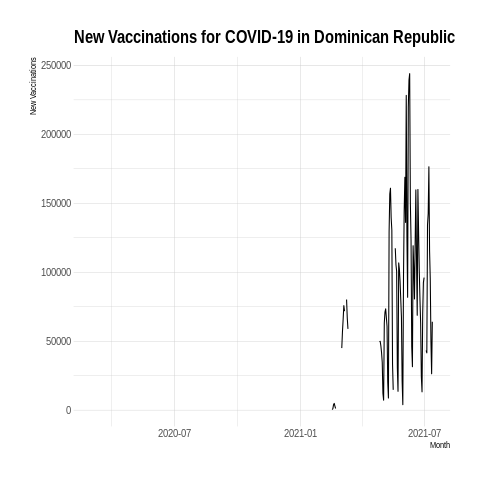 New Vaccinations for COVID-19 in Dominican Republic
New Vaccinations
250000
200000
150000
100000
50000
0
2020-07 2021-01 2021-07
Month